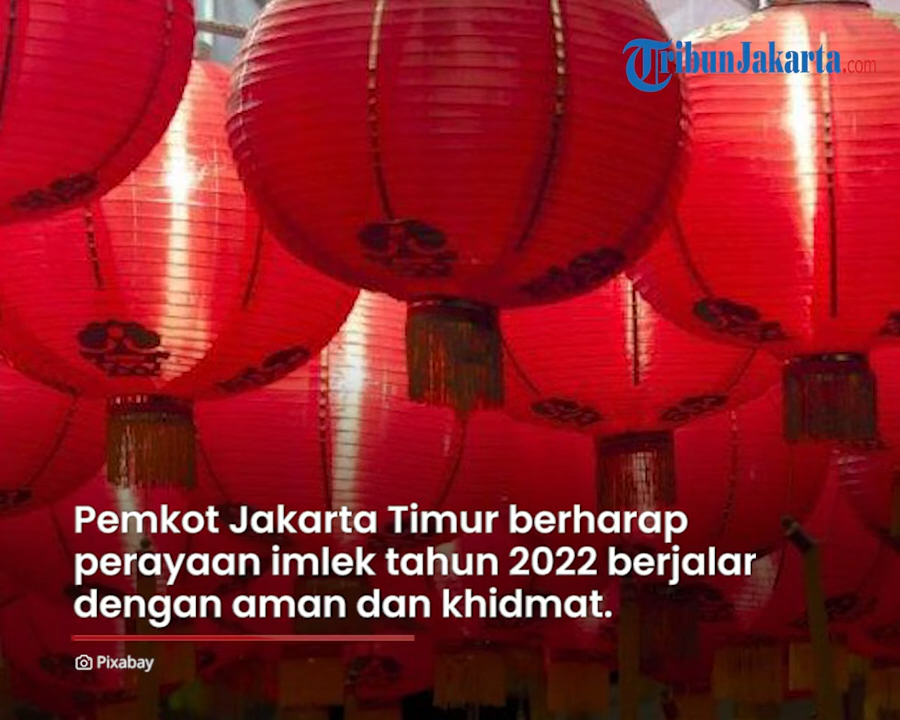 TribunJakarta.com
Pemkot Jakarta Timur berharap
perayaan imlek tahun 2022 berjalar
dengan aman dan khidmat.
Pixabay